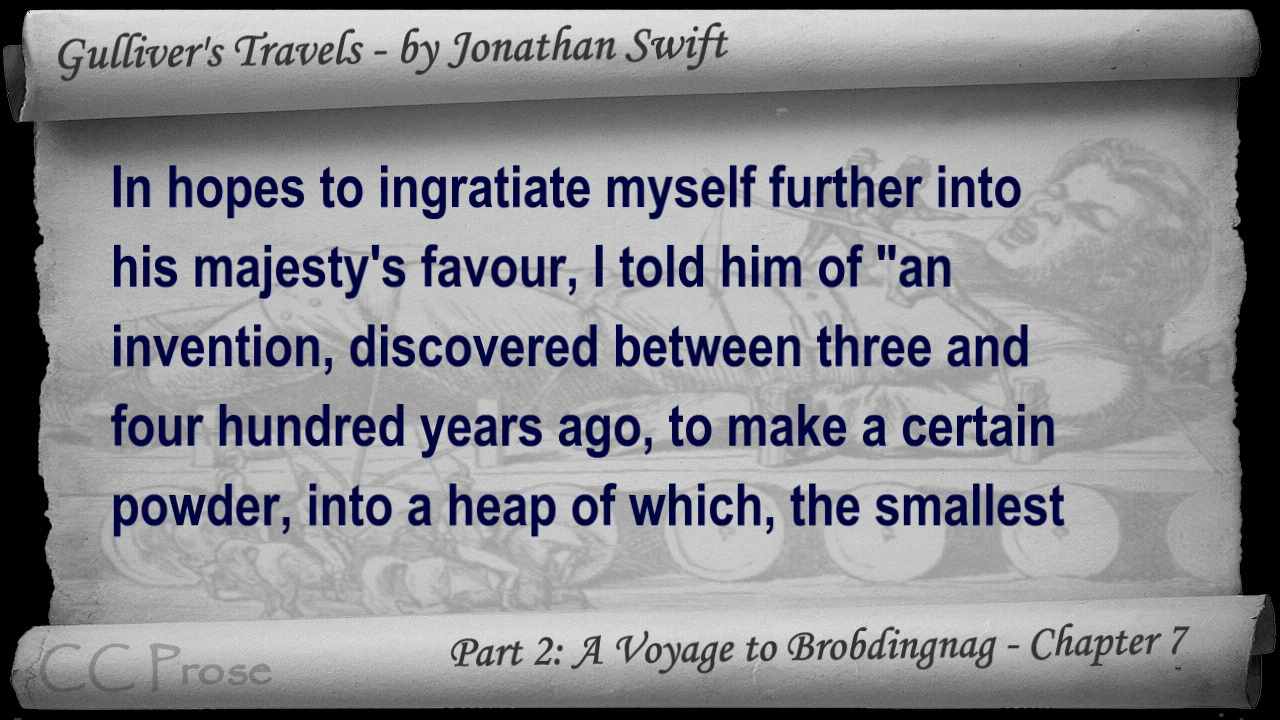 Gulliver's Travels - by Jonathan Swift
In hopes to ingratiate myself further into
his majesty's favour, I told him of "an
invention, discovered between three and
four hundred years ago, to make a certain
powder, into a heap of which, the smallest
Part 2: A Voyage to Brobdingnag - Chapter 7
CC Prose